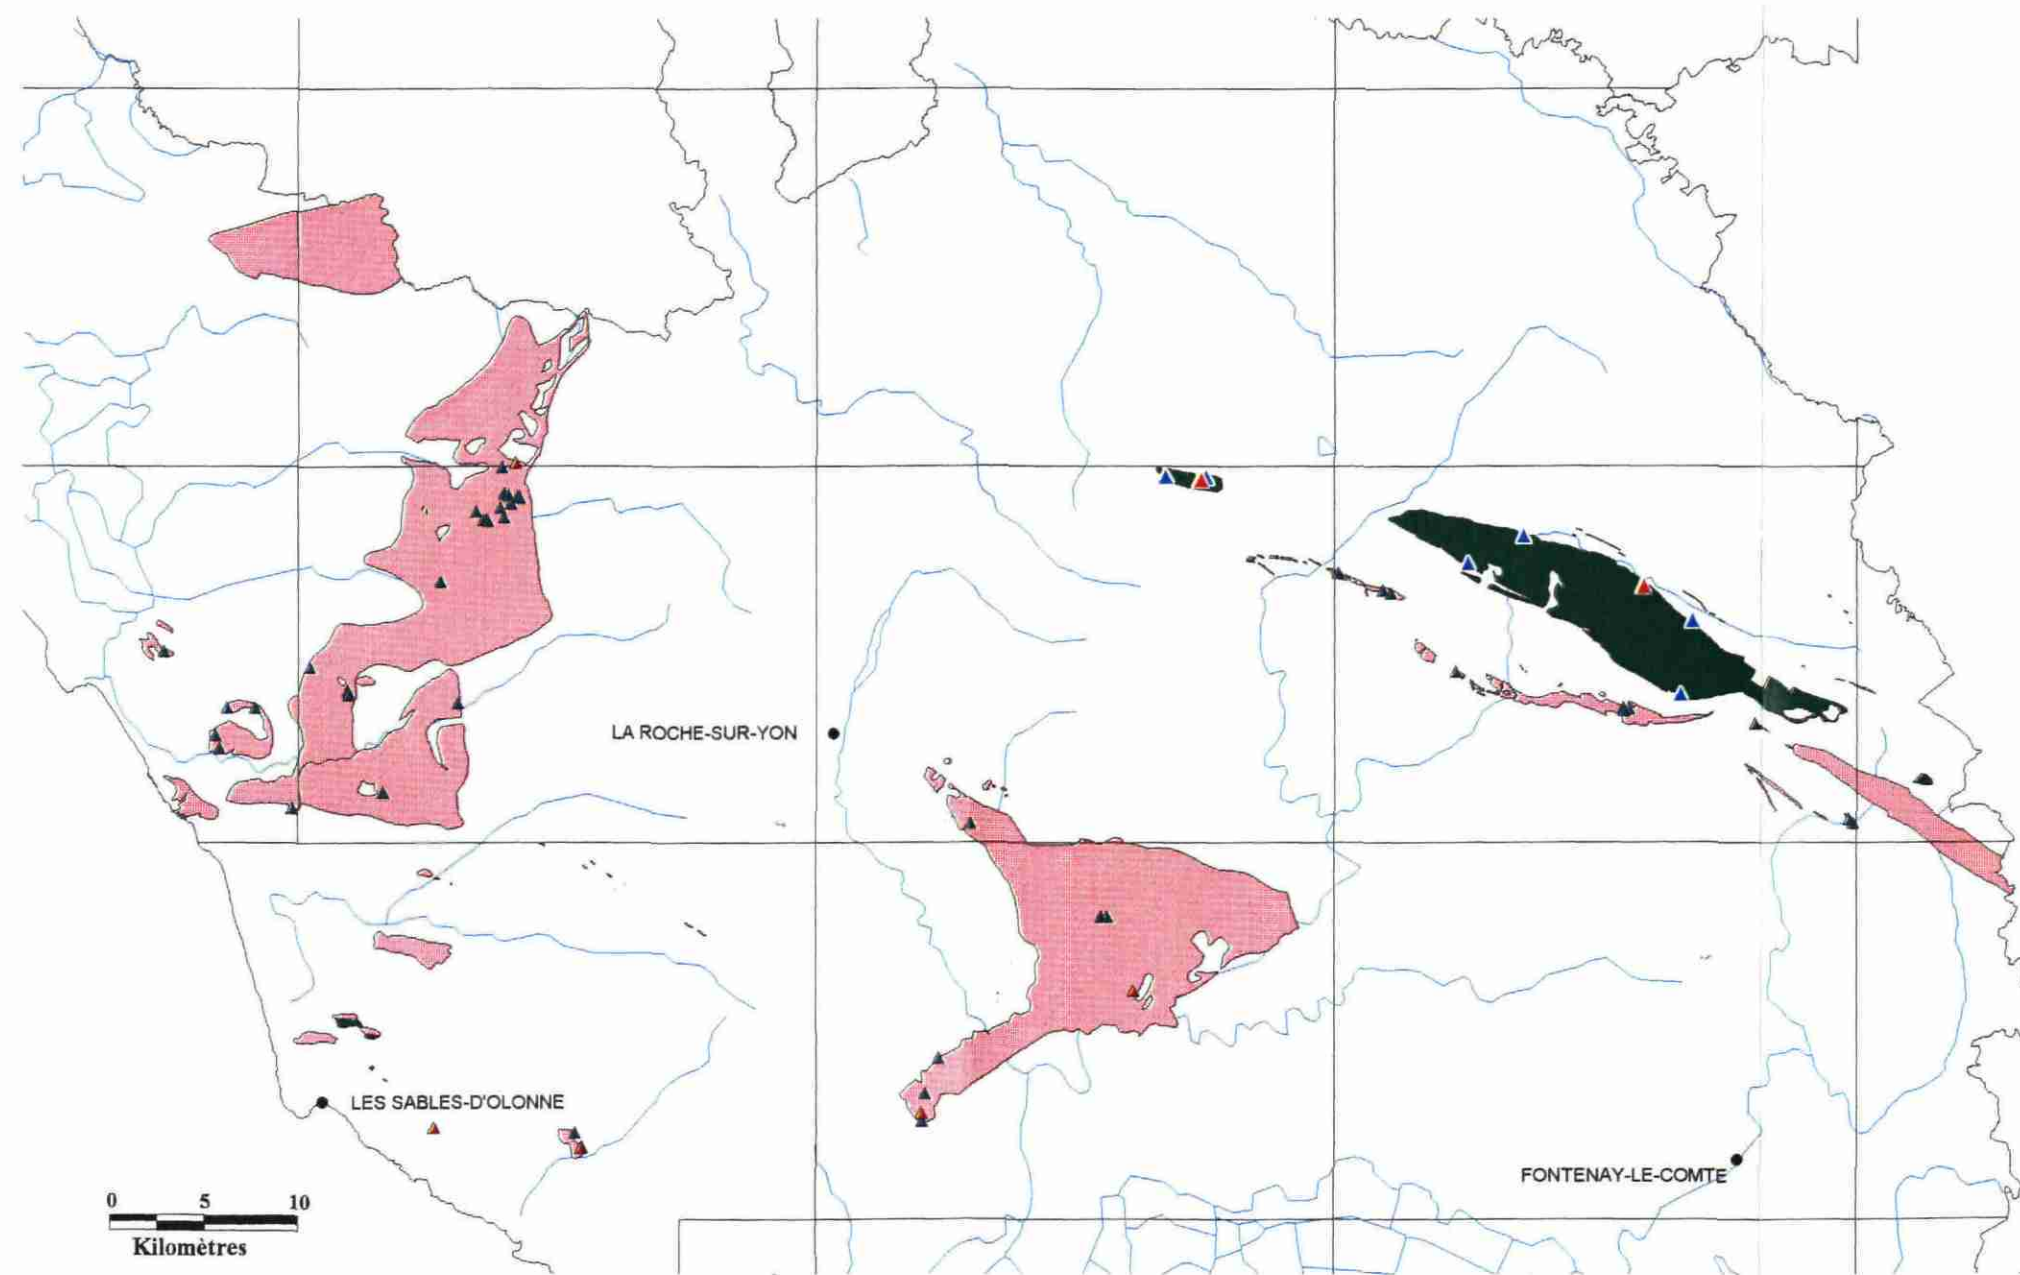 LA ROCHE-SUR-YON
LES SABLES-D'OLONNE
FONTENAY-LE-COMTE
0 5 10
Kilomètres